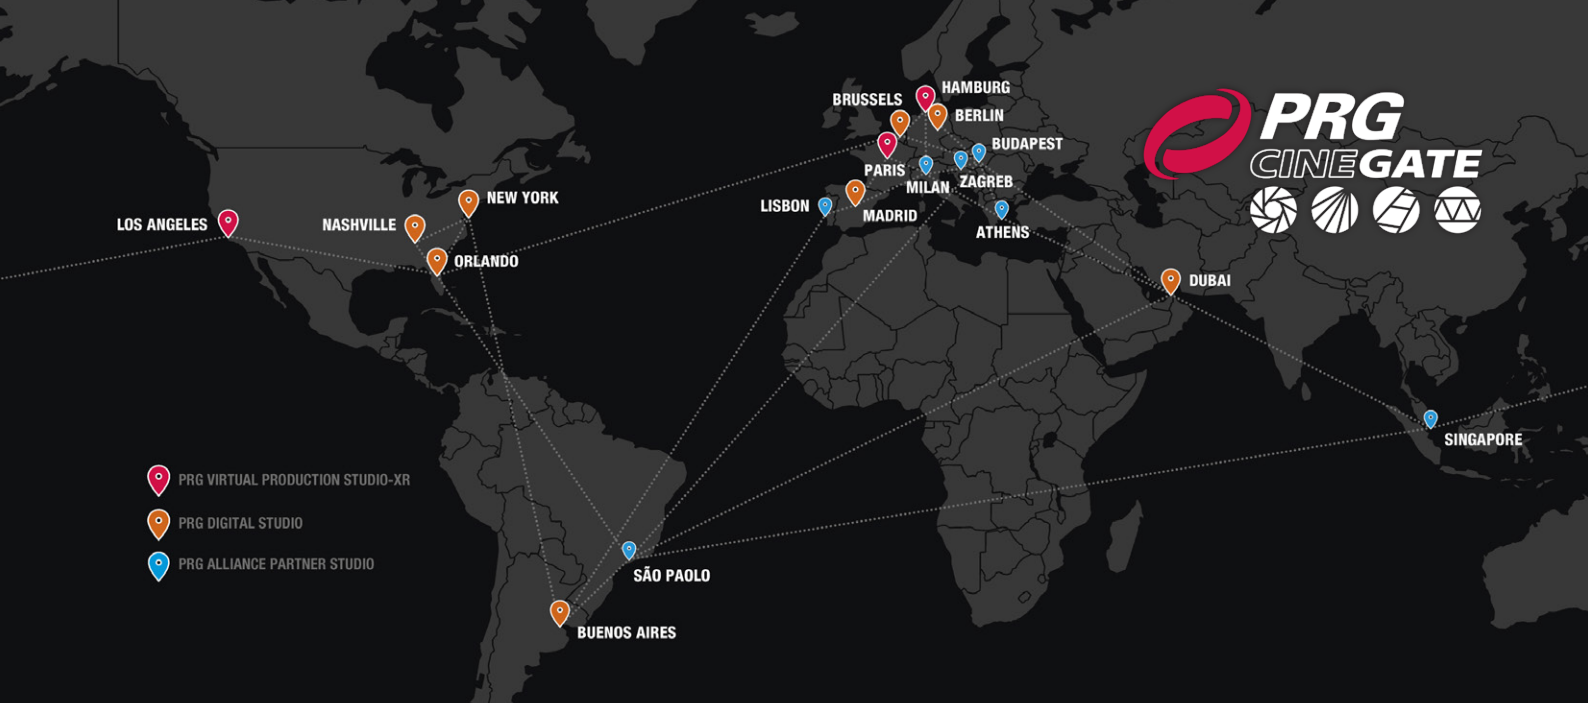 HAMBURG
BRUSSELS
BERLIN
PRG
CINEGATE
BUDAPEST
PARIS
MILAN
ZAGREB
LISBON
MADRID
ATHENS
NEW YORK
LOS ANGELES
NASHVILLE
ORLANDO
DUBAI
SINGAPORE
PRG VIRTUAL PRODUCTION STUDIO-XR
PRG DIGITAL STUDIO
PRG ALLIANCE PARTNER STUDIO
SÃO PAOLO
BUENOS AIRES